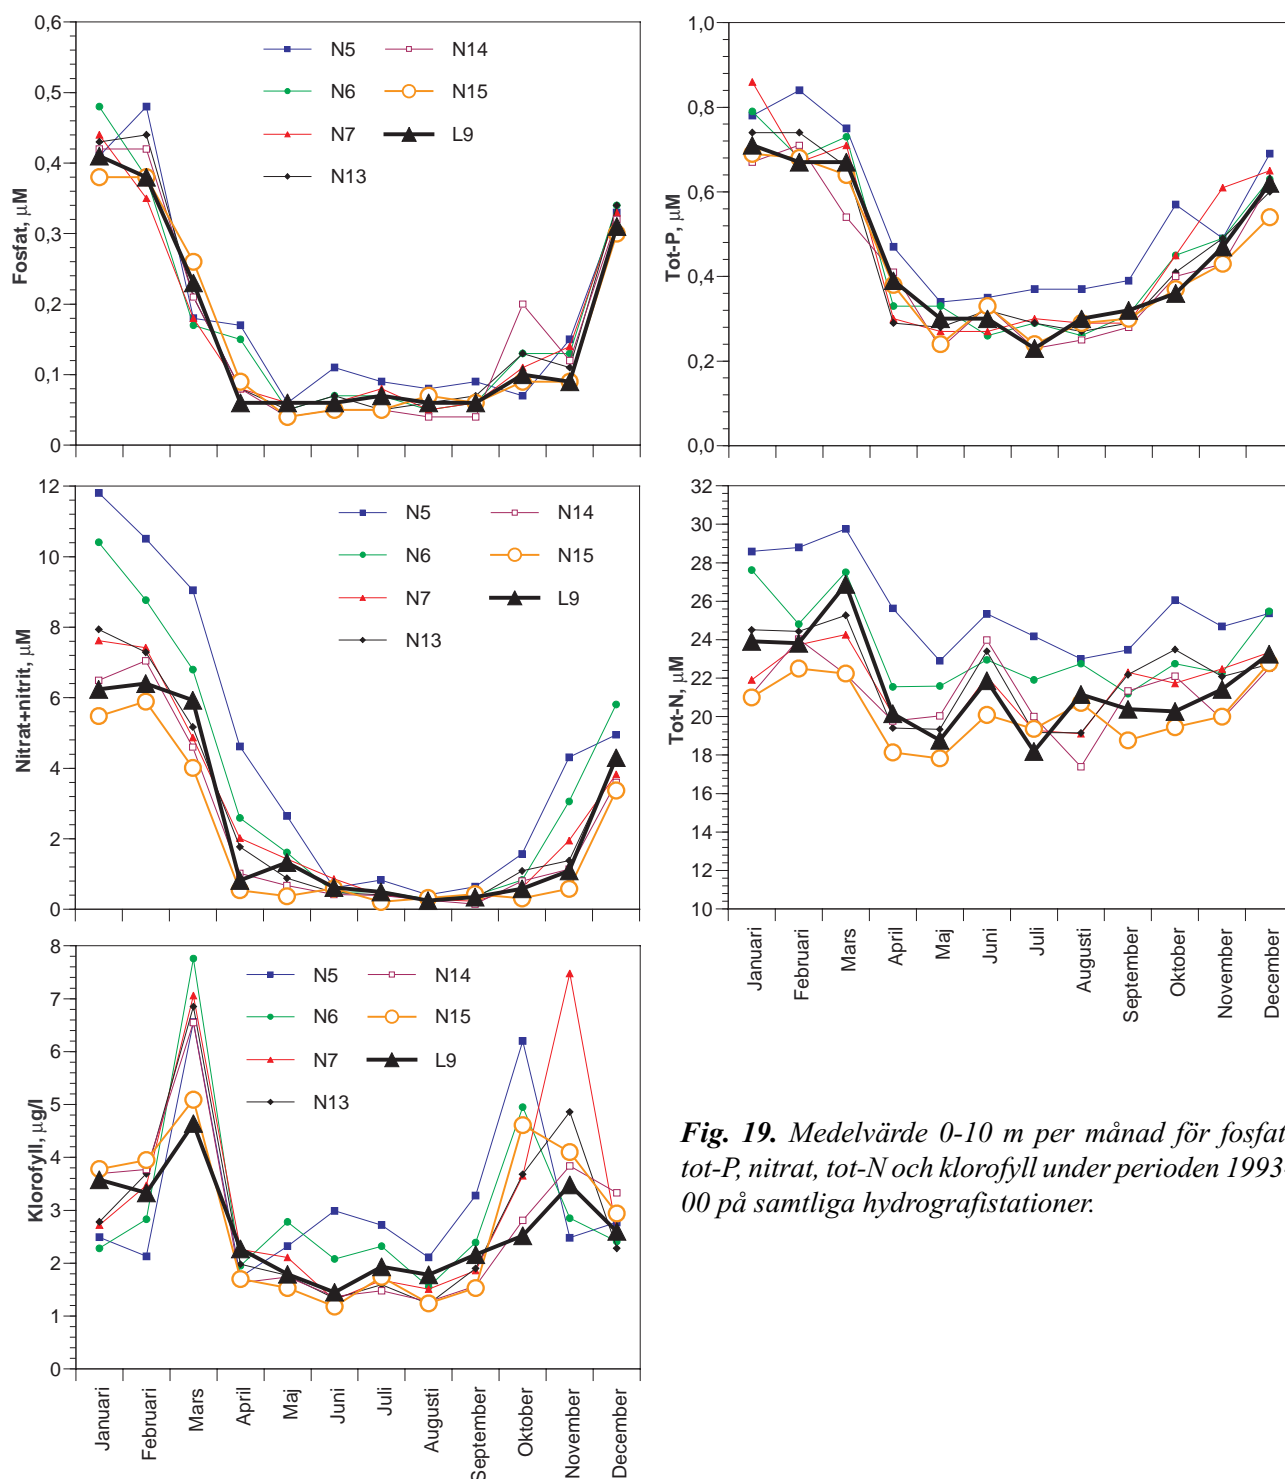 0,6
0,5
0,4
0,3
0,2
0,1
0
Fosfat, µM
N5
N6
N7
N13
N14
N15
L9
1,0
0,8
0,6
0,4
0,2
0,0
Tot-P, µM
12
10
8
6
4
2
0
Nitrat+nitrit, µM
N5
N6
N7
N13
N14
N15
L9
32
30
28
26
24
22
20
18
16
14
12
10
Tot-N, µM
Januari
Februari
Mars
April
Maj
Juni
Juli
Augusti
September
Oktober
November
December
8
7
6
5
4
3
2
1
0
Klorofyll, µg/l
N5
N6
N7
N13
N14
N15
L9
Januari
Februari
Mars
April
Maj
Juni
Juli
Augusti
September
Oktober
November
December
Fig. 19. Medelvärde 0-10 m per månad för fosfat
tot-P, nitrat, tot-N och klorofyll under perioden 1993
00 på samtliga hydrografistationer.